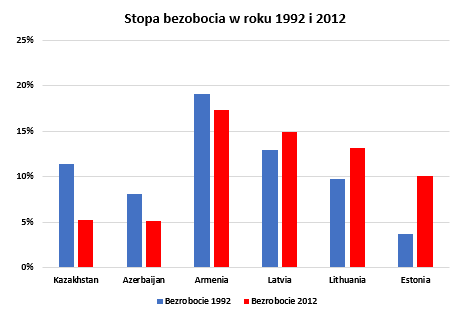 Stopa bezobocia w roku 1992 i 2012
25%
20%
15%
10%
5%
0%
Kazakhstan Azerbaijan Armenia Latvia Lithuania Estonia
Bezrobocie 1992 Bezrobocie 2012